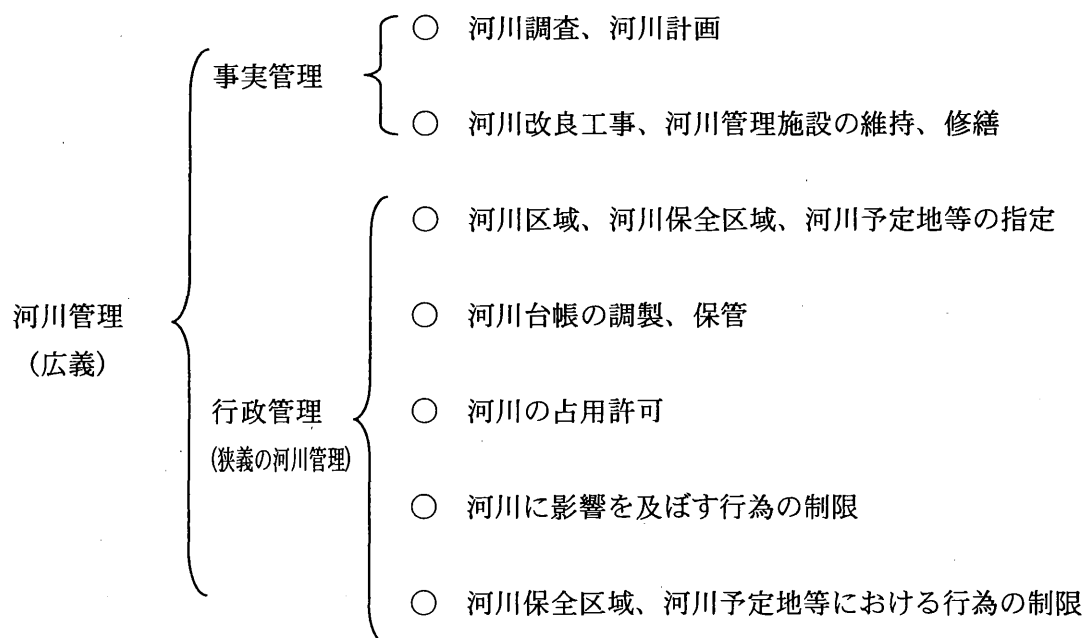 ○ 河川調査、河川計画
事実管理
○ 河川改良工事、河川管理施設の維持、修繕
○ 河川区域、河川保全区域、河川予定地等の指定
河川管理
(広義)
○ 河川台帳の調製、保管
行政管理
(狭義の河川管理)
○ 河川の占用許可
○ 河川に影響を及ぼす行為の制限
○ 河川保全区域、河川予定地等における行為の制限